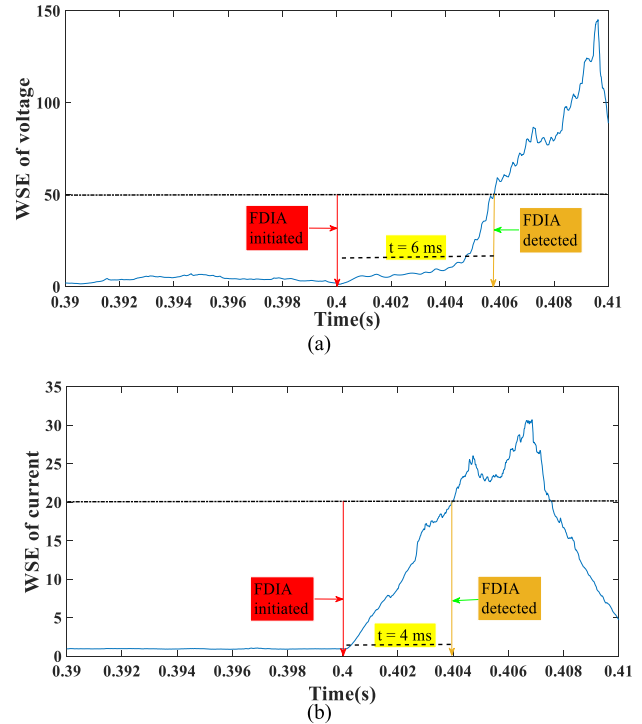 150
100
50
0
WSE of voltage
FDIA
initiated
t = 6 ms
FDIA
detected
0.39 0.392 0.394 0.396 0.398 0.4 0.402 0.404 0.406 0.408 0.41
Time(s)
(a)
35
30
25
20
15
10
5
0
WSE of current
FDIA
initiated
t = 4 ms
FDIA
detected
0.39 0.392 0.394 0.396 0.398 0.4 0.402 0.404 0.406 0.408 0.41
Time(s)
(b)